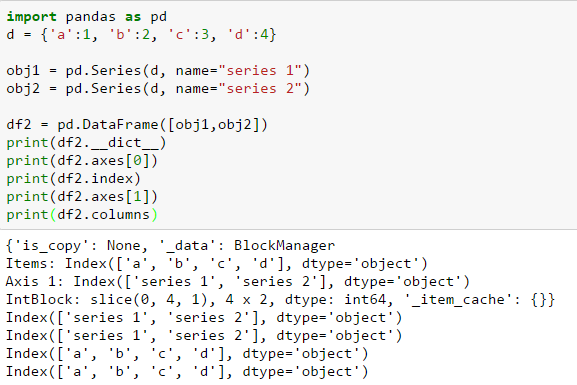 import pandas as pd
d = {'a':1, 'b':2, 'c':3, 'd':4}
obj1 = pd.Series(d, name="series 1")
obj2 = pd.Series(d, name="series 2")
df2 = pd.DataFrame([obj1,obj2])
print(df2.__dict__)
print(df2.axes[0])
print(df2.index)
print(df2.axes[1])
print(df2.columns)
{'is_copy': None, '_data': BlockManager
Items: Index(['a', 'b', 'c', 'd'], dtype='object')
Axis 1: Index(['series 1', 'series 2'], dtype='object')
IntBlock: slice(0, 4, 1), 4 x 2, dtype: int64, '_item_cache': {}}
Index(['series 1', 'series 2'], dtype='object')
Index(['series 1', 'series 2'], dtype='object')
Index(['a', 'b', 'c', 'd'], dtype='object')
Index(['a', 'b', 'c', 'd'], dtype='object')